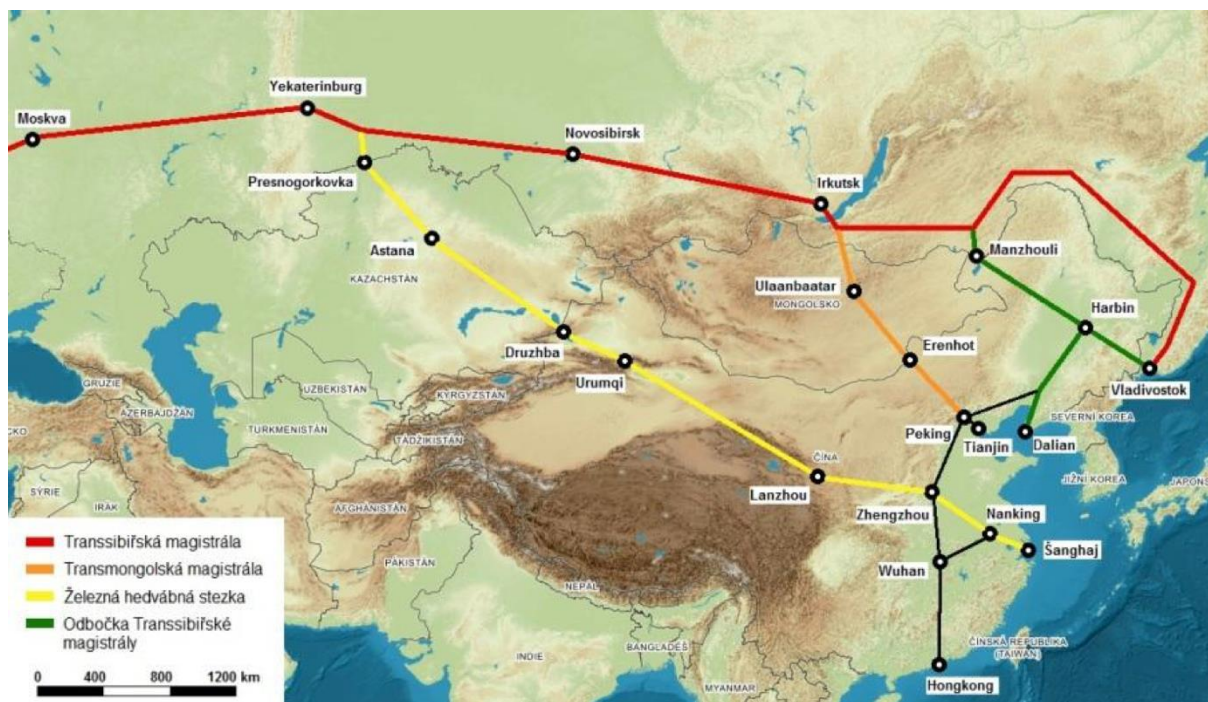 Yekaterinburg
Moskva
Novosibirsk
Presnogorkovka
Irkutsk
Astana
Manzhouli
KAZACHSTÁN
Ulaanbaatar
MONGOLSKO
Harbin
Druzhba
Erenhot
Urumqi
Vladivostok
GRUZIE
UZBEKISTÁN
KYRGYZSTÁN
AZERBAJDŽÁN
SEVERNÍ KOREA
CKO
TURKMENISTÁN
TÁDŽIKISTÁN
Peking
Tianjin
Dalian
ČÍNA
JIŽNÍ KOREA
JAPONS
SÝRIE
Lanzhou
IRÁK
AFGHÁNISTÁN
Zhengzhou
Nanking
Šanghaj
Wuhan
PÁKISTÁN
NEPÁL
Transsibiřská magistrála
Transmongolská magistrála
Železná hedvábná stezka
Odbočka Transsibiřské
magistrály
ČÍNSKÁ REPUBLIKA
(TAIWAN)
BANGLADÉŠ
INDIE
MYANMAR
Hongkong
0 400 800 1200 km